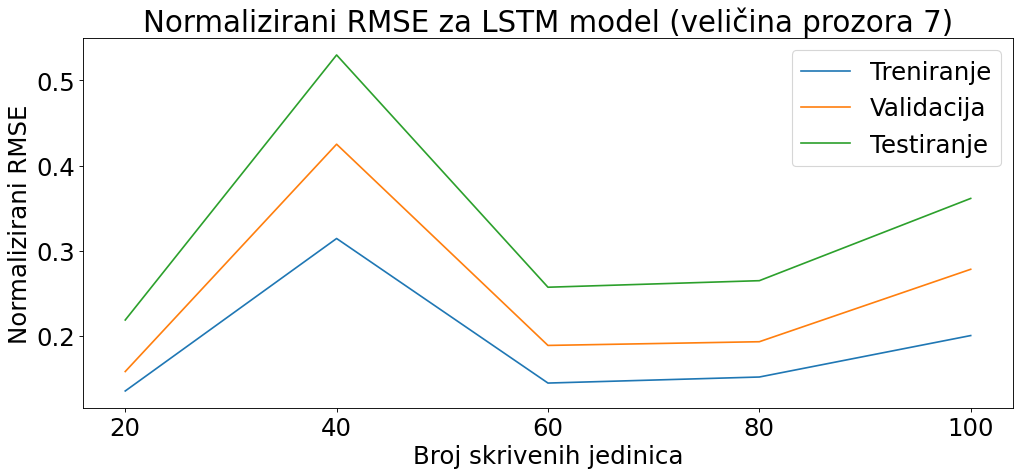 Normalizirani RMSE za LSTM model (veličina prozora 7)
Normalizirani RMSE
0.5
0.4
0.3
0.2
Treniranje
Validacija
Testiranje
20 40 60 80 100
Broj skrivenih jedinica